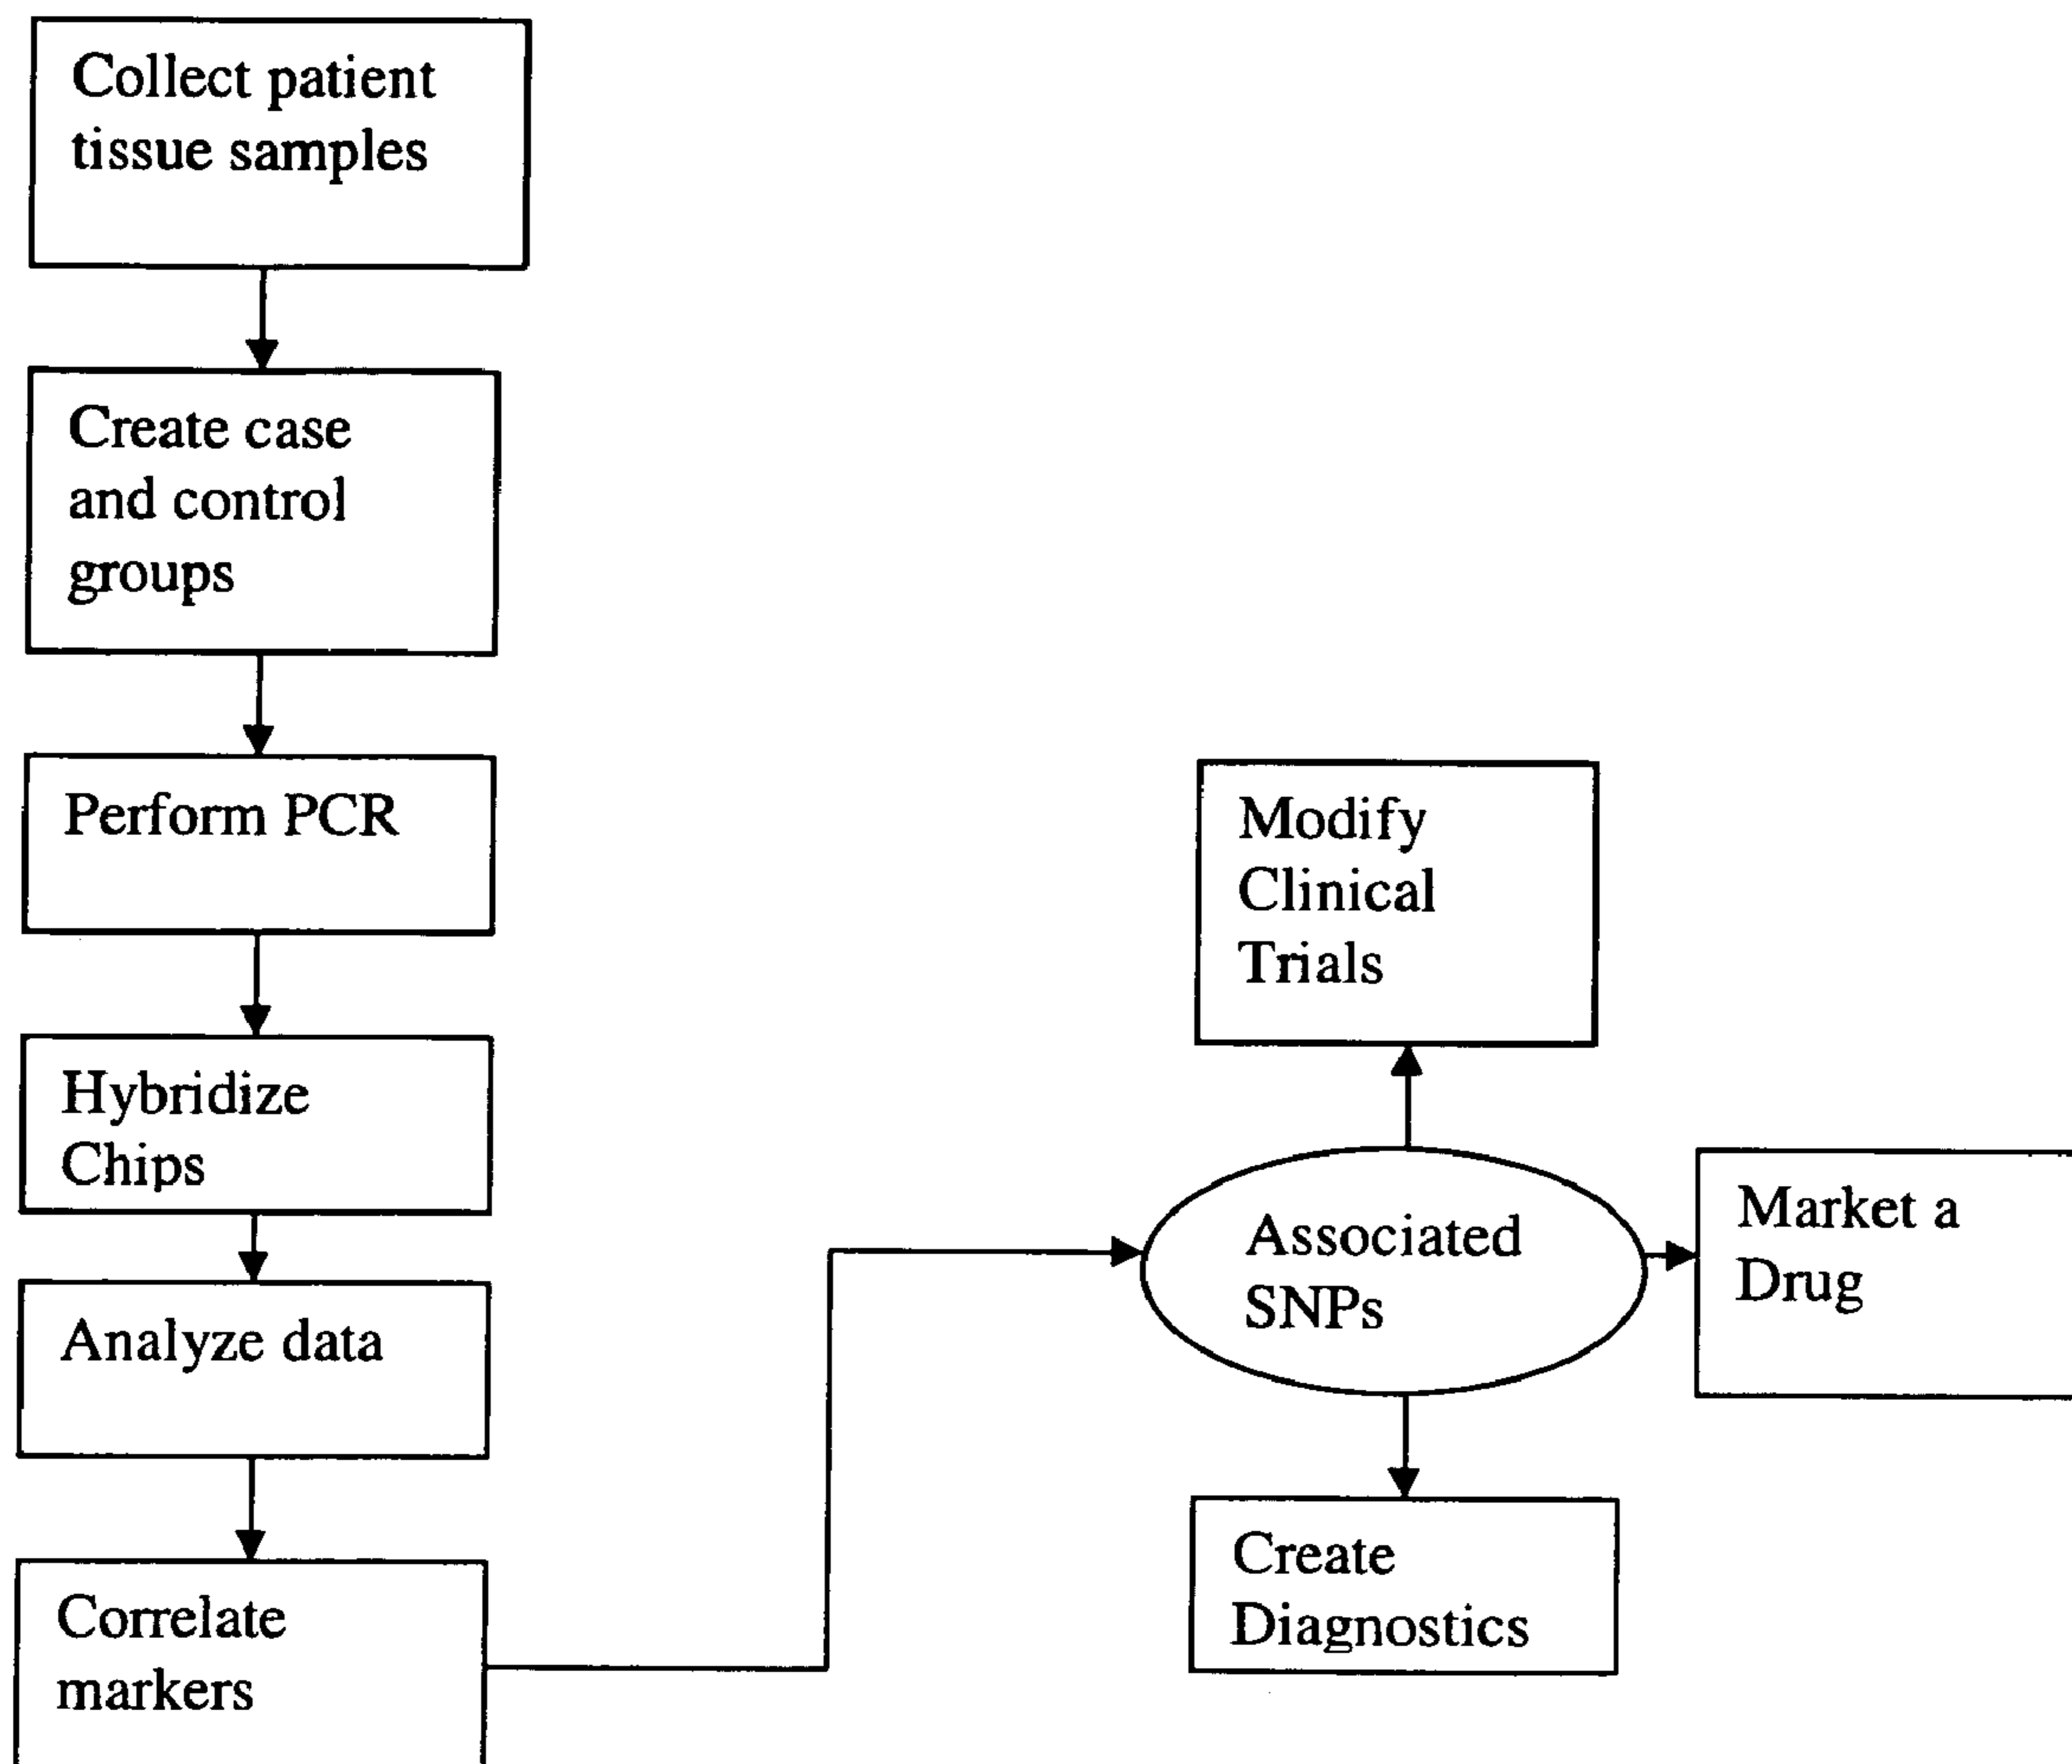 Collect patient
tissue samples
Create case
and control
groups
Perform PCR
Hybridize
Chips
Analyze data
Correlate
markers
Modify
Clinical
Trials
Associated
SNPs
Market a
Drug
Create
Diagnostics